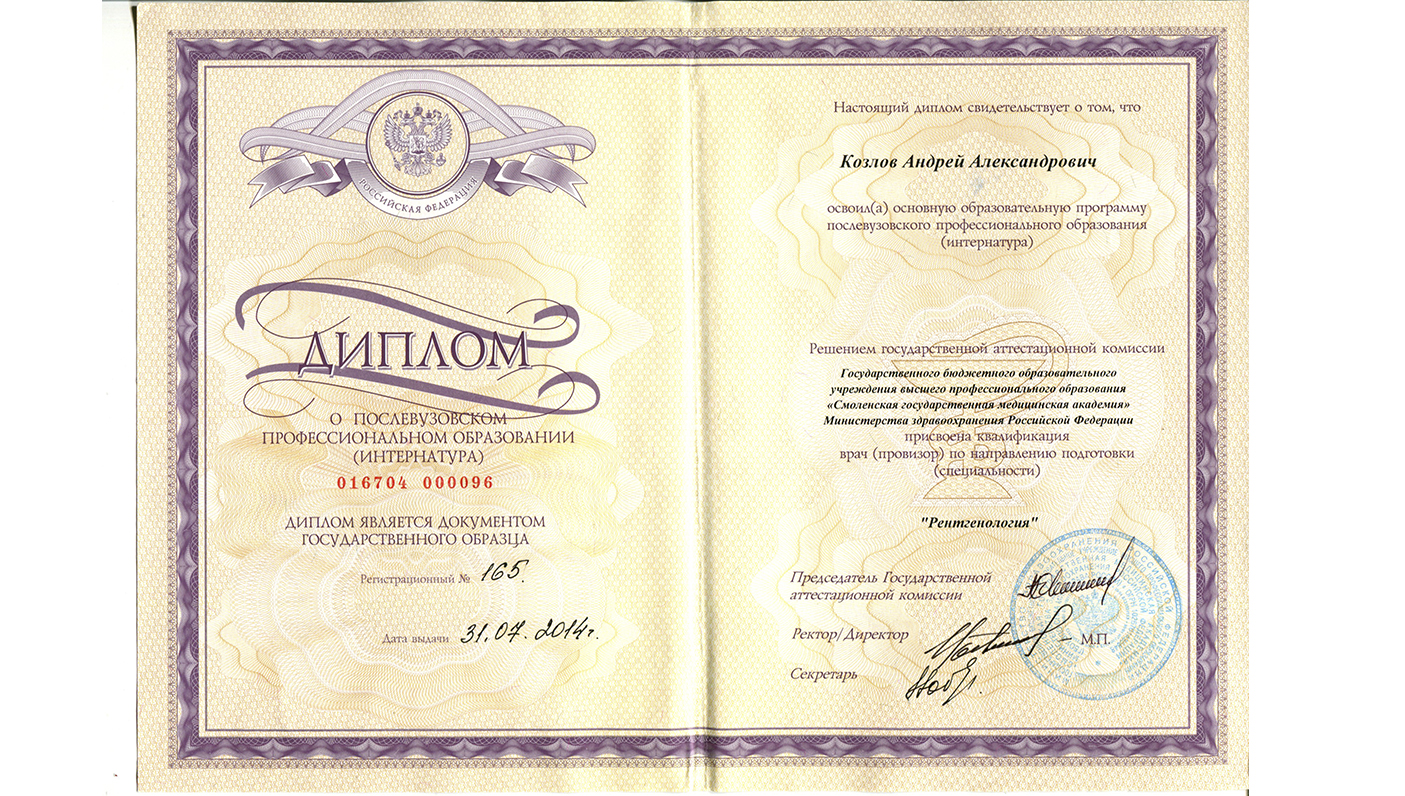 РОССИЙСКАЯ ФЕДЕРАЦИЯ
ДИПЛОМ
О ПОСЛЕВУЗОВСКОМ
ПРОФЕССИОНАЛЬНОМ ОБРАЗОВАНИИ
(ИНТЕРНАТУРА)
016704 000096
ДИПЛОМ ЯВЛЯЕТСЯ ДОКУМЕНТОМ
ГОСУДАРСТВЕННОГО ОБРАЗЦА
Регистрационный № 165.
Дата выдачи 31.07.2014г.
Настоящий диплом свидетельствует о том, что
Козлов Андрей Александрович
освоил(а) основную образовательную программу
послевузовского профессионального образования
(интернатура)
Решением государственной аттестационной комиссии
Государственного бюджетного образовательного
учреждения высшего профессионального образования
«Смоленская государственная медицинская академия»
Министерства здравоохранения Российской Федерации
присвоена квалификация
врач (провизор) по направлению подготовки
(специальности)
"Рентгенология"
Председатель Государственной
аттестационной комиссии
Ректор/Директор
М.П.
Секретарь